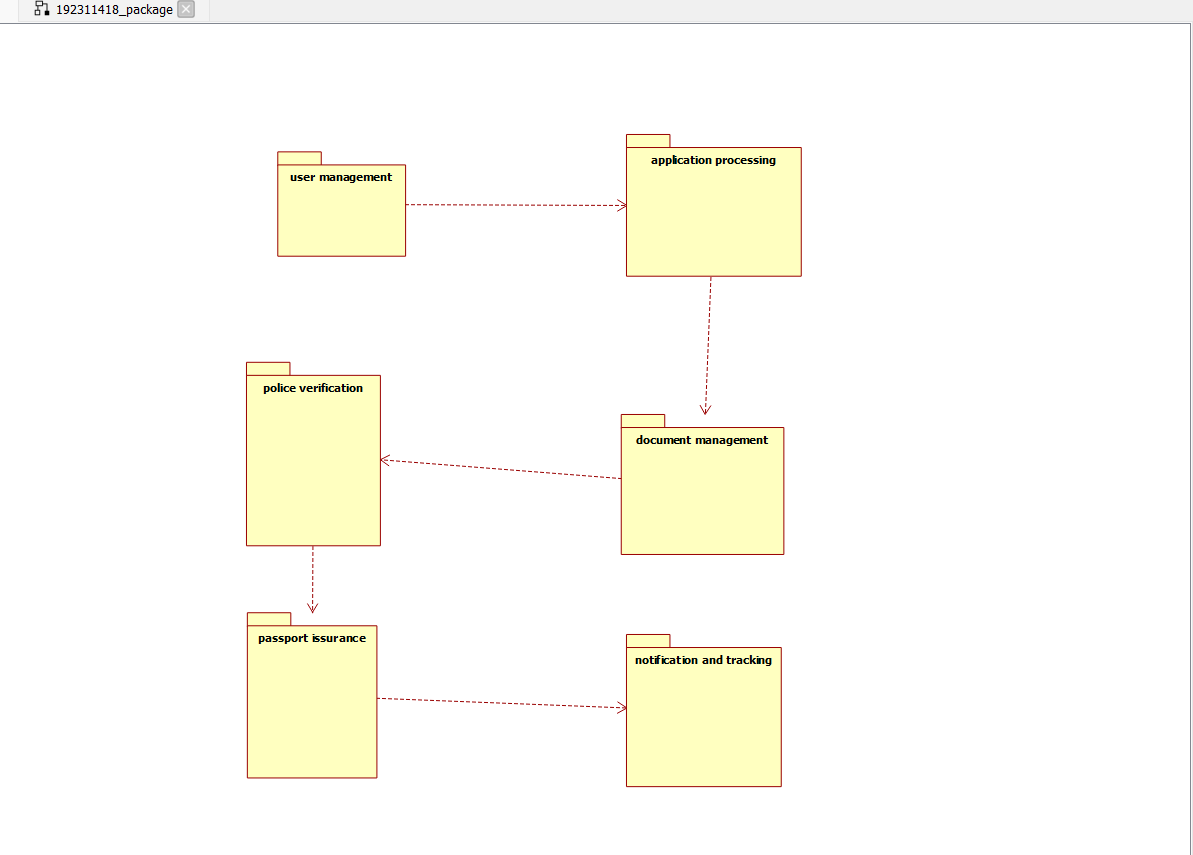 192311418_package
user management
application processing
police verification
document management
passport issurance
notification and tracking